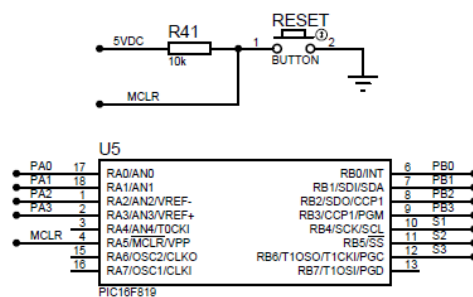 RESET
5VDC R41 1 2
10k BUTTON
MCLR
U5
PA0 17 RA0/AN0 RB0/INT 6 PB0
PA1 18 RA1/AN1 RB1/SDI/SDA 7 PB1
PA2 1 RA2/AN2/VREF- RB2/SDO/CCP1 8 PB2
PA3 2 RA3/AN3/VREF+ RB3/CCP1/PGM 9 PB3
3 RA4/AN4/T0CKI RB4/SCK/SCL 10 S1
MCLR 4 RA5/MCLR/VPP RB5/SS 11 S2
15 RA6/OSC2/CLKO RB6/T1OSO/T1CKI/PGC 12 S3
16 RA7/OSC1/CLKI RB7/T1OSI/PGD 13
PIC16F819